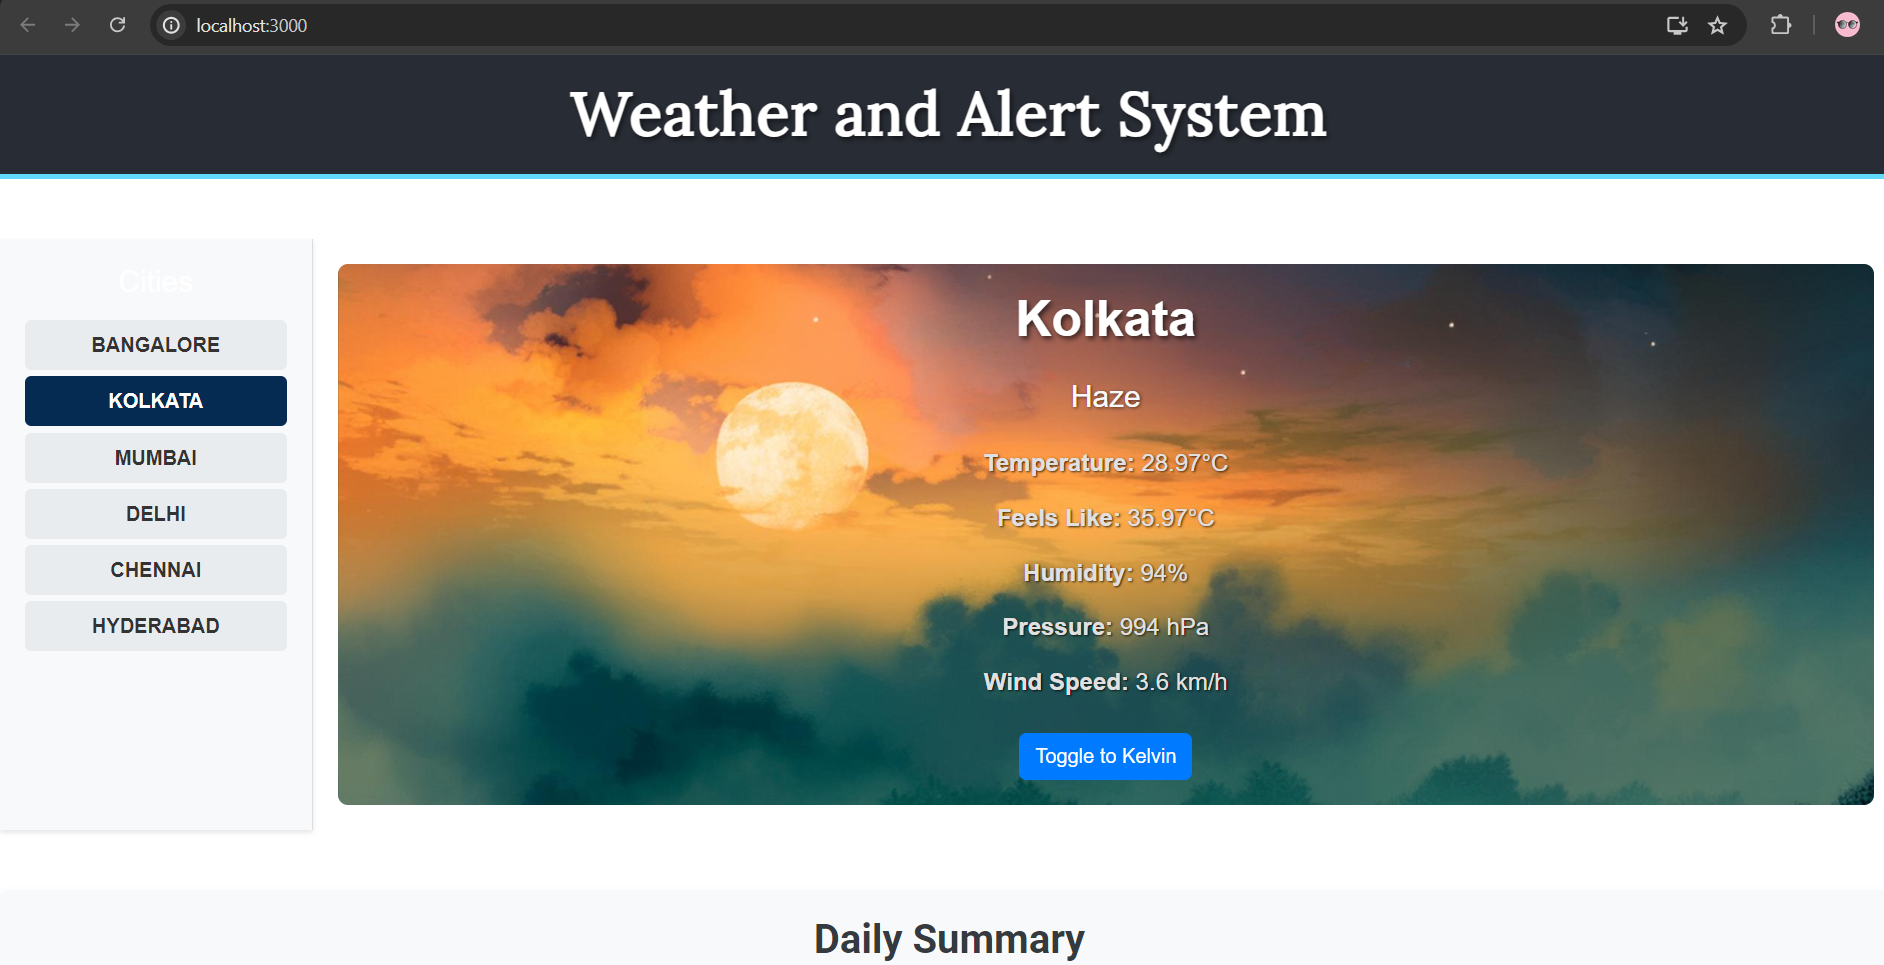 localhost:3000
Weather and Alert System
Cities
BANGALORE
KOLKATA
MUMBAI
DELHI
CHENNAI
HYDERABAD
Kolkata
Haze
Temperature: 28.97°C
Feels Like: 35.97°C
Humidity: 94%
Pressure: 994 hPa
Wind Speed: 3.6 km/h
Toggle to Kelvin
Daily Summary